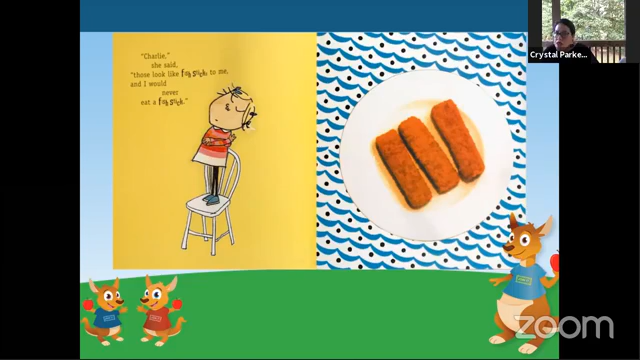 "Charlie,"
she said,
"those look like fish sticks to me,
and I would
never
eat a fish stick."
Crystal Parke...
zoom